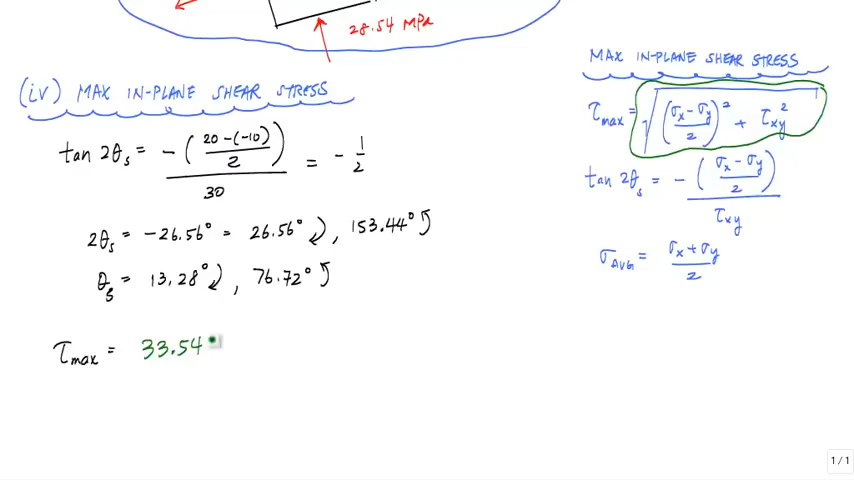 28.54 MPa
(iv) MAX IN-PLANE SHEAR STRESS
tan 2θs = -(20-(-10)/2)/30 = -1/2
2θs = -26.56° = 26.56°↻, 153.44°↺
θs = 13.28°↻, 76.72°↺
τmax = 33.54
MAX IN-PLANE SHEAR STRESS
τmax = √((σx-σy/2)² + τxy²)
tan 2θs = -(σx-σy/2)/τxy
σAVG = σx+σy/2
1 / 1